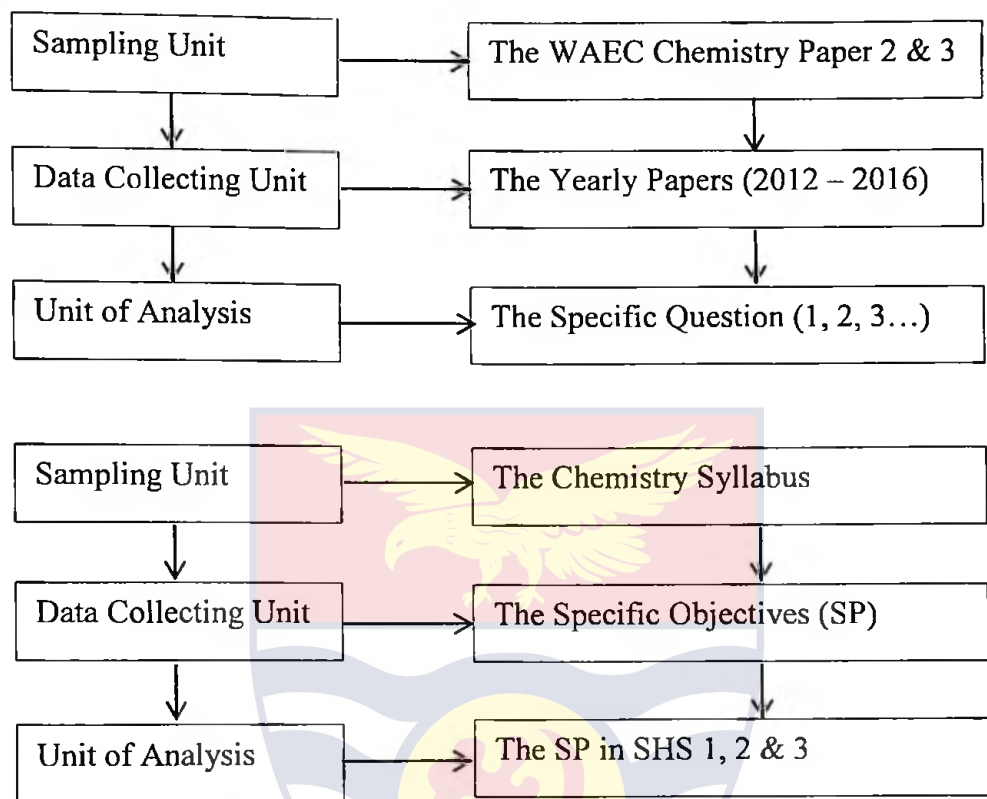 Sampling Unit
The WAEC Chemistry Paper 2 & 3
Data Collecting Unit
The Yearly Papers (2012 – 2016)
Unit of Analysis
The Specific Question (1, 2, 3...)
Sampling Unit
The Chemistry Syllabus
Data Collecting Unit
The Specific Objectives (SP)
Unit of Analysis
The SP in SHS 1, 2 & 3